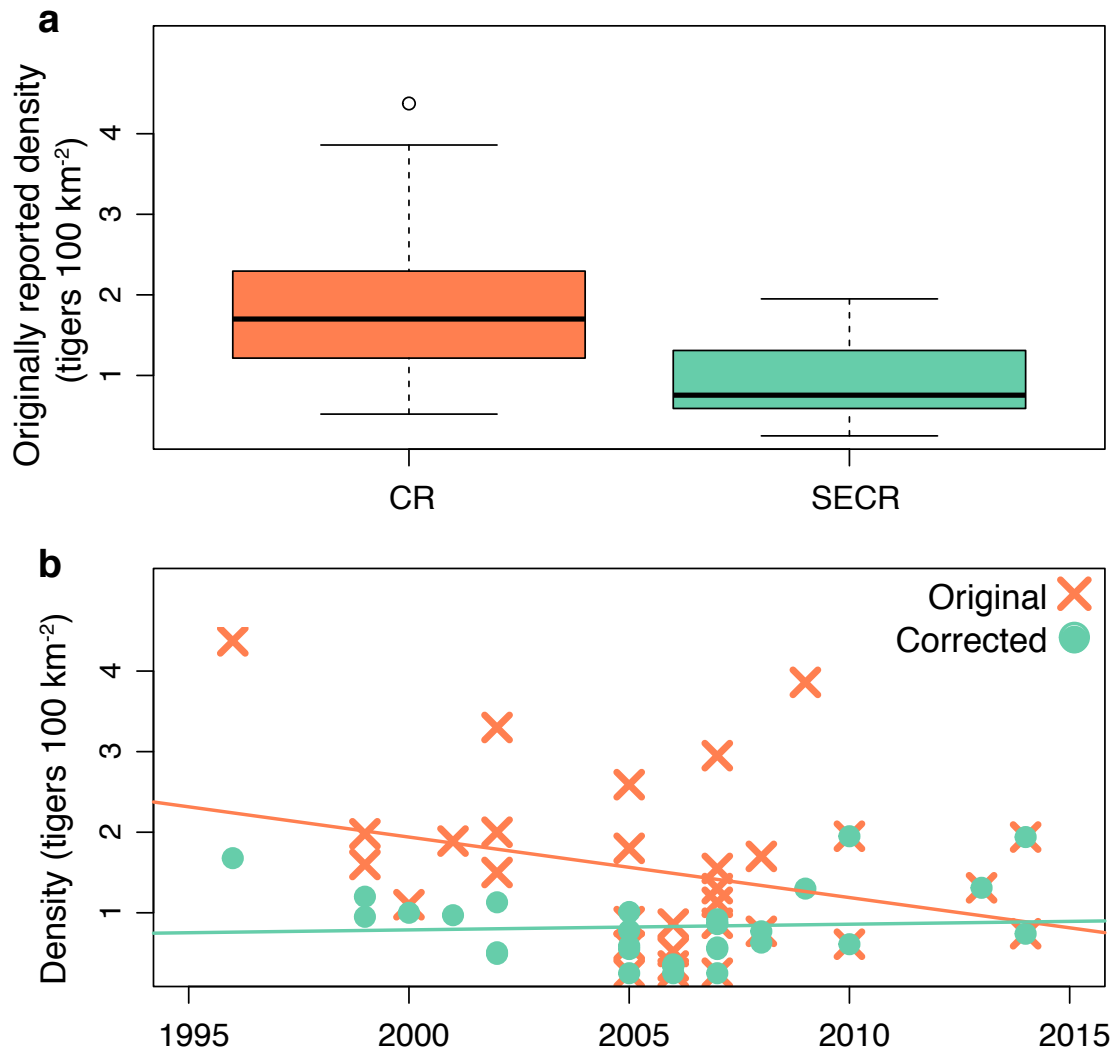 a
Originally reported density
(tigers 100 km-2)
4
3
2
1
CR
SECR
b
Density (tigers 100 km-2)
4
3
2
1
Original
Corrected
1995
2000
2005
2010
2015